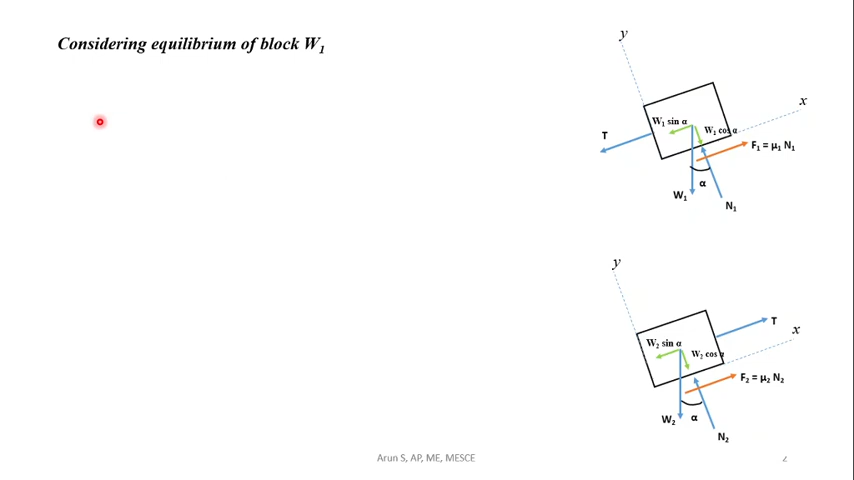 Considering equilibrium of block W1
y
x
W1 sin α
W1 cos α
T
F1 = μ1 N1
α
W1
N1
y
T
x
W2 sin α
W2 cos α
F2 = μ2 N2
α
W2
N2
Arun S, AP, ME, MESCE
2